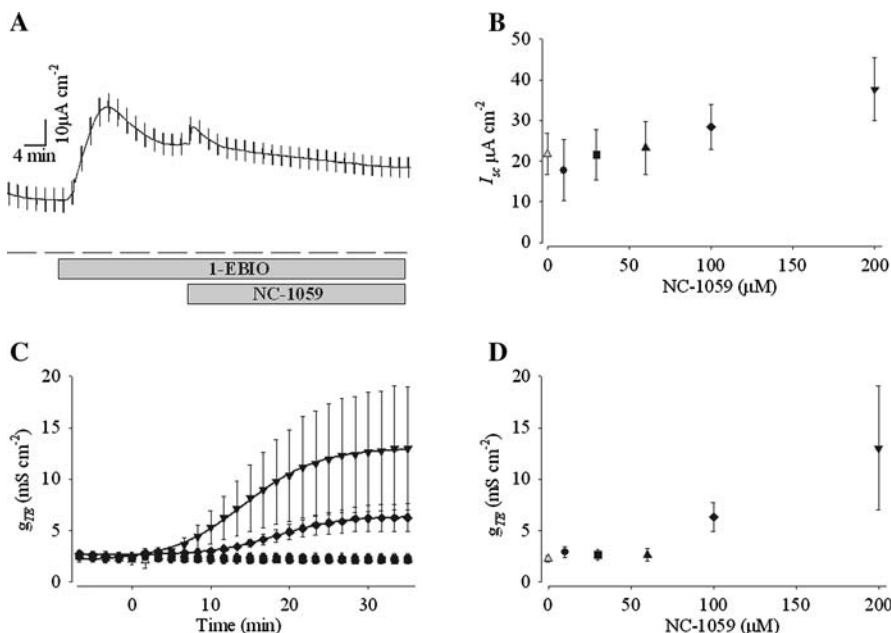 A
10μA cm⁻²
4 min
1-EBIO
NC-1059
B
50
40
30
20
10
0
I_sc μA cm⁻²
0 50 100 150 200
NC-1059 (μM)
C
20
15
10
5
0
g_TE (mS cm⁻²)
0 10 20 30
Time (min)
D
20
15
10
5
0
g_TE (mS cm⁻²)
0 50 100 150 200
NC-1059 (μM)